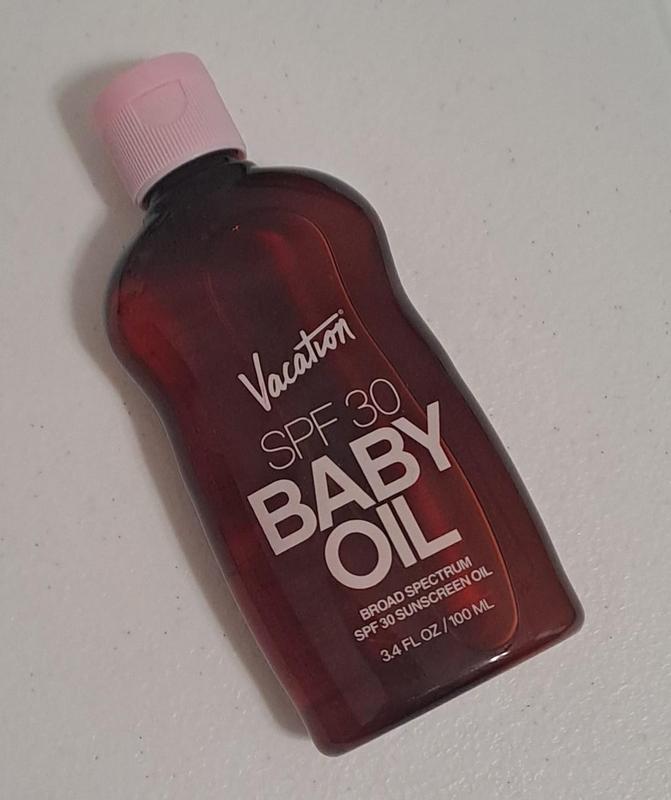 Vacation®
SPF 30
BABY
OIL
BROAD SPECTRUM
SPF 30 SUNSCREEN OIL
3.4 FL OZ / 100 ML